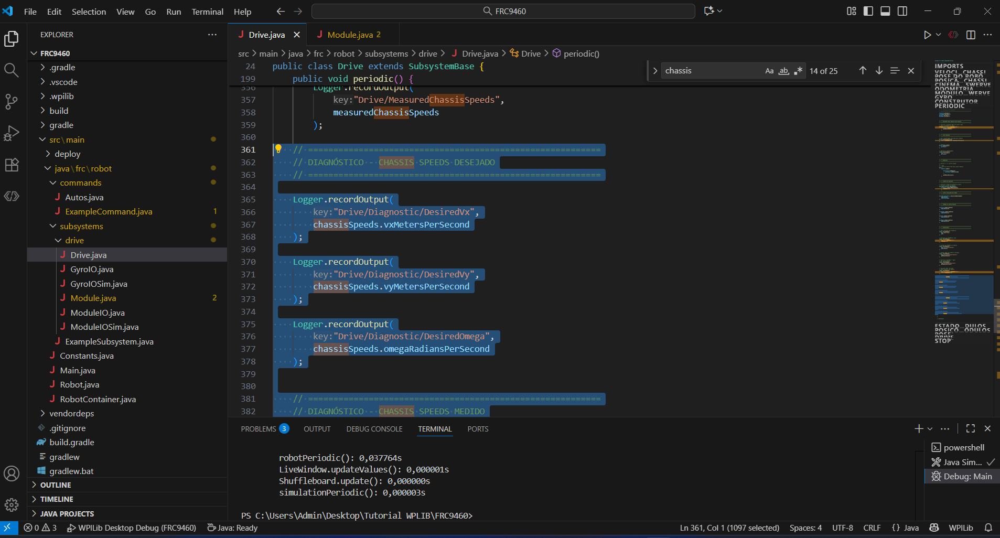 File Edit Selection View Go Run Terminal Help
FRC9460
EXPLORER
FRC9460
.gradle
.vscode
.wpilib
build
gradle
src\main
deploy
java\frc\robot
commands
Autos.java
ExampleCommand.java 1
subsystems
drive
Drive.java
GyroIO.java
GyroIOSim.java
Module.java 2
ModuleIO.java
ModuleIOSim.java
ExampleSubsystem.java
Constants.java
Main.java
Robot.java
RobotContainer.java
vendordeps
.gitignore
build.gradle
gradlew
gradlew.bat
OUTLINE
TIMELINE
JAVA PROJECTS
Drive.java
Module.java 2
src > main > java > frc > robot > subsystems > drive > Drive.java > Drive > periodic()
chassis Aa ab .* 14 of 25
24 public class Drive extends SubsystemBase {
199 public void periodic() {
356 Logger.recordOutput(
357 key:"Drive/MeasuredChassisSpeeds",
358 measuredChassisSpeeds
359 );
360
361 // ==========================================================
362 // DIAGNÓSTICO - CHASSIS SPEEDS DESEJADO
363 // ==========================================================
364
365 Logger.recordOutput(
366 key:"Drive/Diagnostic/DesiredVx",
367 chassisSpeeds.vxMetersPerSecond
368 );
369
370 Logger.recordOutput(
371 key:"Drive/Diagnostic/DesiredVy",
372 chassisSpeeds.vyMetersPerSecond
373 );
374
375 Logger.recordOutput(
376 key:"Drive/Diagnostic/DesiredOmega",
377 chassisSpeeds.omegaRadiansPerSecond
378 );
379
380
381 // ==========================================================
382 // DIAGNÓSTICO - CHASSIS SPEEDS MEDIDO
IMPORTS
CONSTRUTOR
PERIODIC
POSE
DRIVE
STOP
PROBLEMS 3 OUTPUT DEBUG CONSOLE TERMINAL PORTS
robotPeriodic(): 0,037764s
LiveWindow.updateValues(): 0,000001s
Shuffleboard.update(): 0,000000s
simulationPeriodic(): 0,000003s
PS C:\Users\Admin\Desktop\Tutorial WPLIB\FRC9460>
powershell
Java Sim...
Debug: Main
0 3 WPILib Desktop Debug (FRC9460) Java: Ready
Ln 361, Col 1 (1097 selected) Spaces: 4 UTF-8 CRLF {} Java WPILib